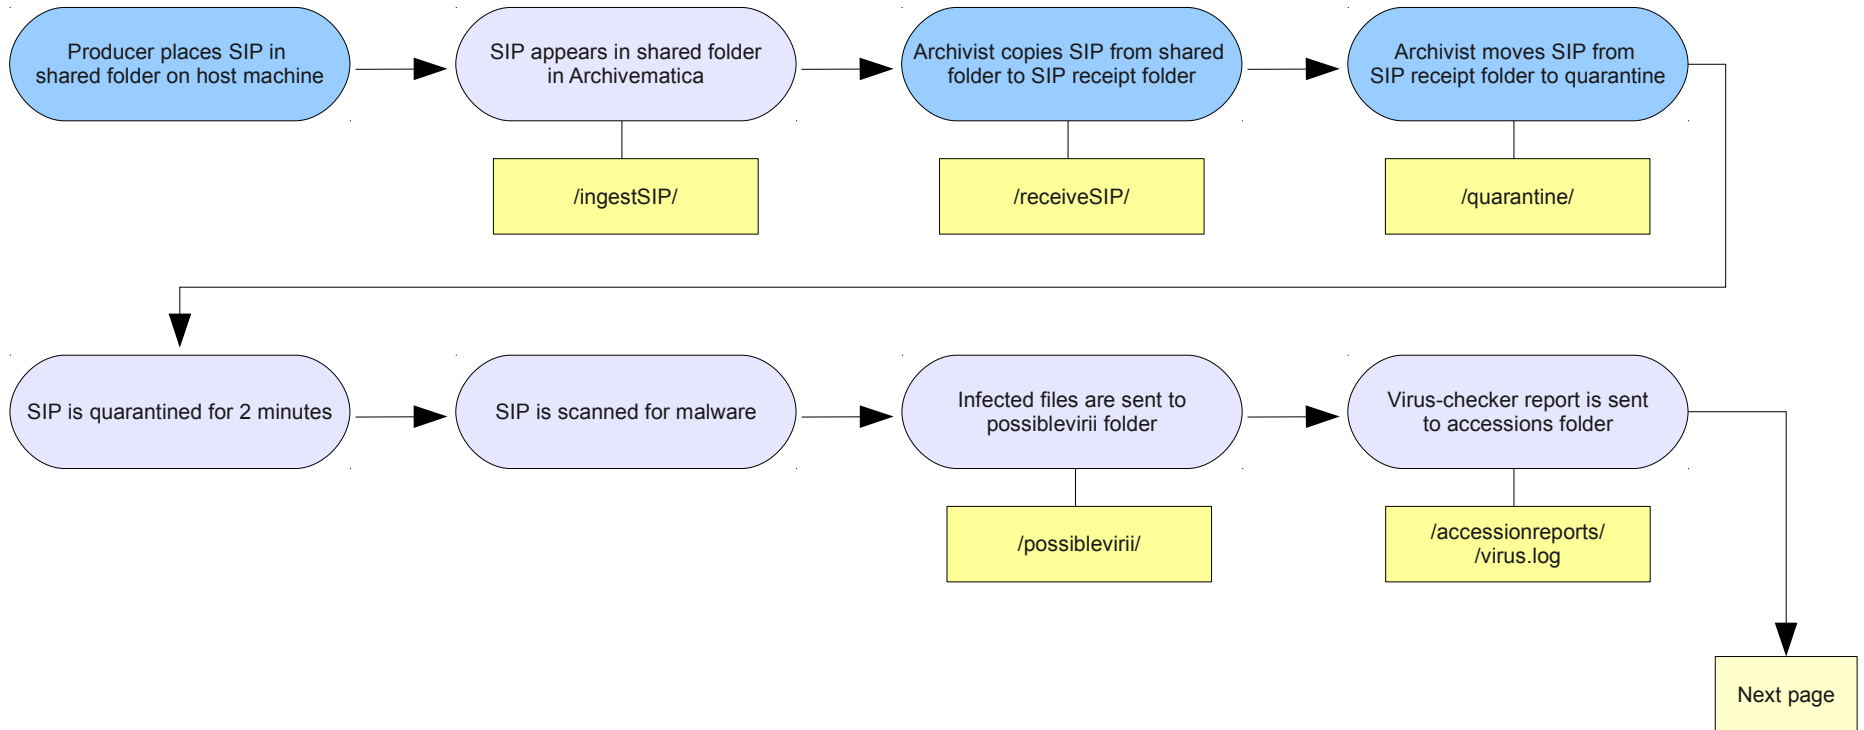 Producer places SIP in
shared folder on host machine
SIP appears in shared folder
in Archivematica
Archivist copies SIP from shared
folder to SIP receipt folder
Archivist moves SIP from
SIP receipt folder to quarantine
/ingestSIP/
/receiveSIP/
/quarantine/
SIP is quarantined for 2 minutes
SIP is scanned for malware
Infected files are sent to
possiblevirii folder
Virus-checker report is sent
to accessions folder
/possiblevirii/
/accessionreports/
/virus.log
Next page